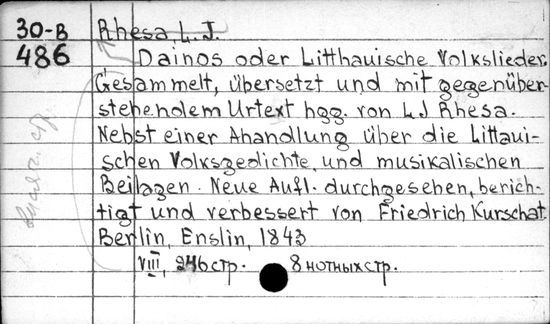 30-В Rhesa L. J.
486 Dainos oder Litthauische Volkslieder.
Gesammelt, übersetzt und mit gegenüber-
stehendem Urtext hgg. von L. J Rhesa.
Nebst einer Ahandlung über die Littaui-
schen Volksgedichte und musikalischen
Beilagen. Neue Aufl. durchgesehen, berich-
tigt und verbessert von Friedrich Kurschat.
Berlin, Enslin, 1843
VIII, 246 стр. 8 нотных стр.